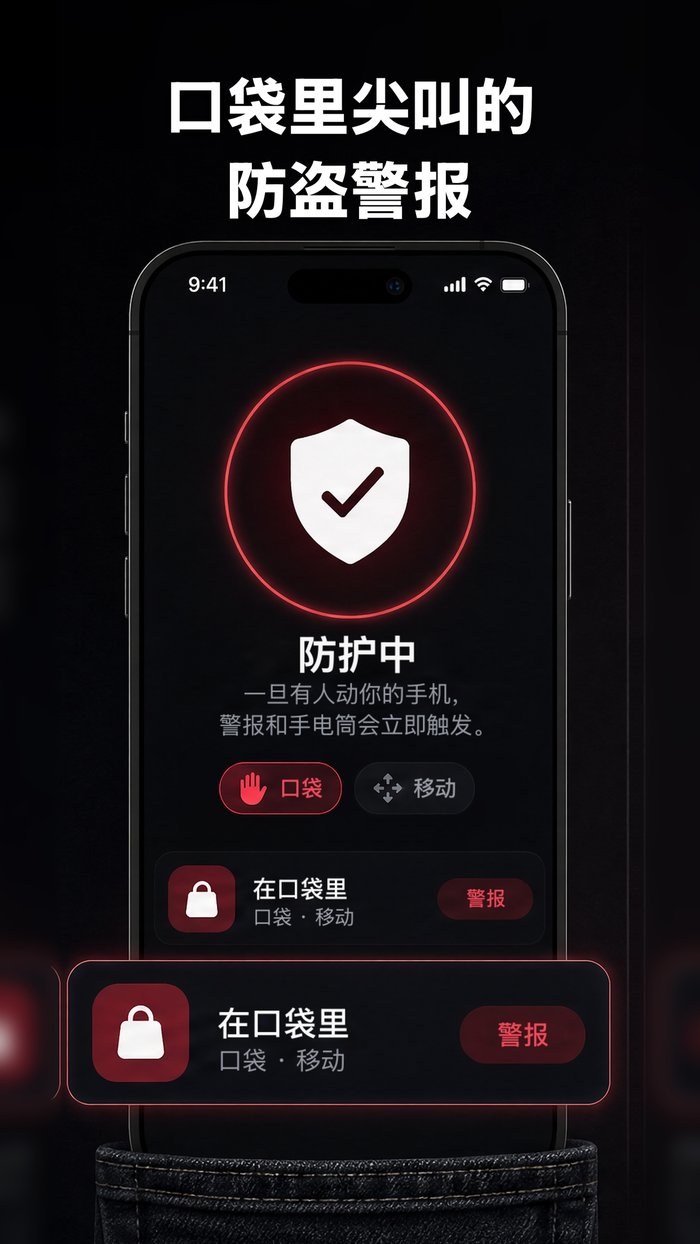 口袋里尖叫的
防盗警报
9:41
防护中
一旦有人动你的手机，
警报和手电筒会立即触发。
口袋 移动
在口袋里
口袋 · 移动
警报
在口袋里
口袋 · 移动
警报